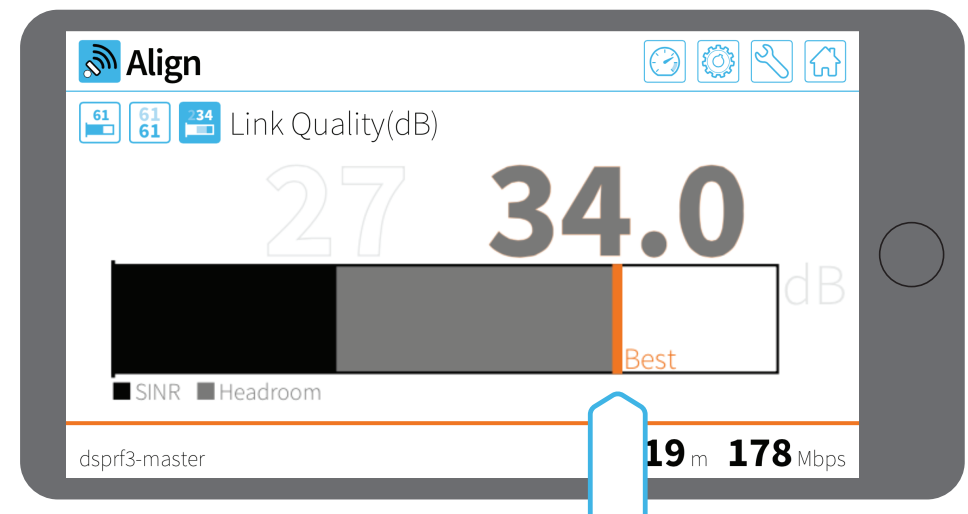 Align
61
61
61
234
Link Quality(dB)
27 34.0
dB
Best
SINR Headroom
dsprf3-master 19 m 178 Mbps